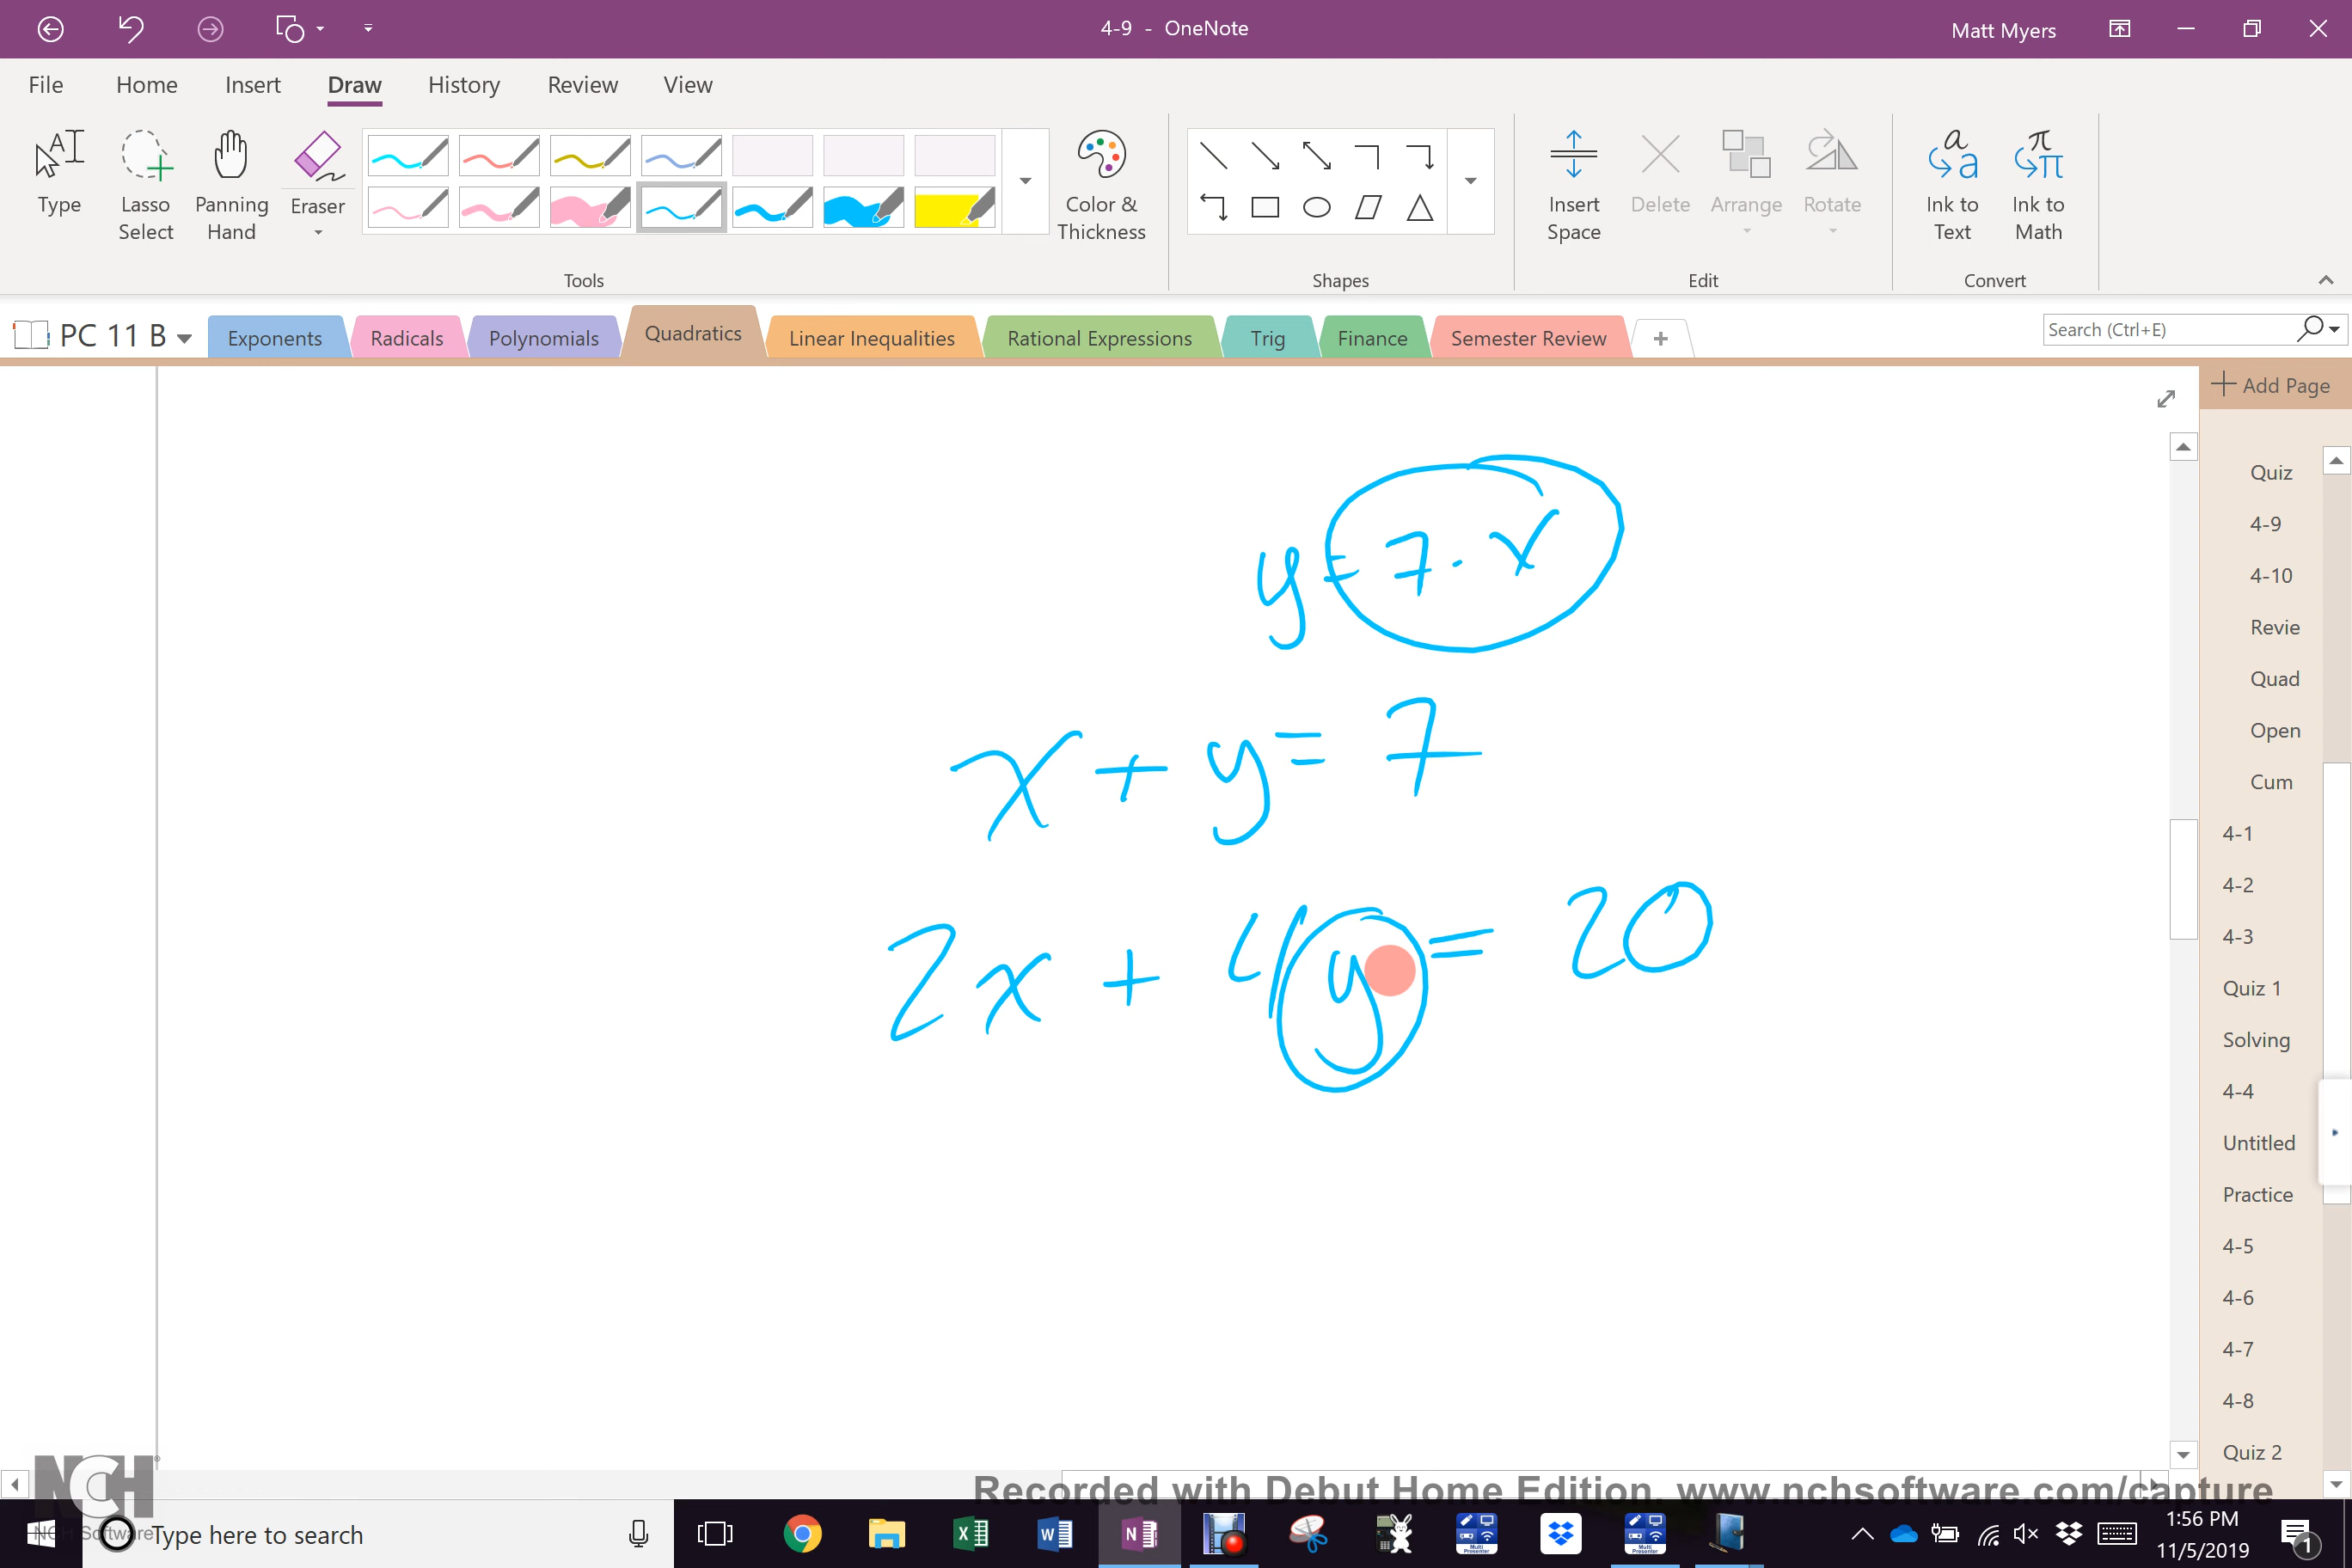 4-9 - OneNote
Matt Myers
File Home Insert Draw History Review View
Type
Lasso Select
Panning Hand
Eraser
Color & Thickness
Insert Space
Delete
Arrange
Rotate
Ink to Text
Ink to Math
Tools
Shapes
Edit
Convert
PC 11 B
Exponents Radicals Polynomials Quadratics Linear Inequalities Rational Expressions Trig Finance Semester Review
Search (Ctrl+E)
Add Page
y = 7 - x
x + y = 7
2x + 4y = 20
Quiz
4-9
4-10
Revie
Quad
Open
Cum
4-1
4-2
4-3
Quiz 1
Solving
4-4
Untitled
Practice
4-5
4-6
4-7
4-8
Quiz 2
NCH
NCH Software
Recorded with Debut Home Edition. www.nchsoftware.com/capture
Type here to search
1:56 PM
11/5/2019
1